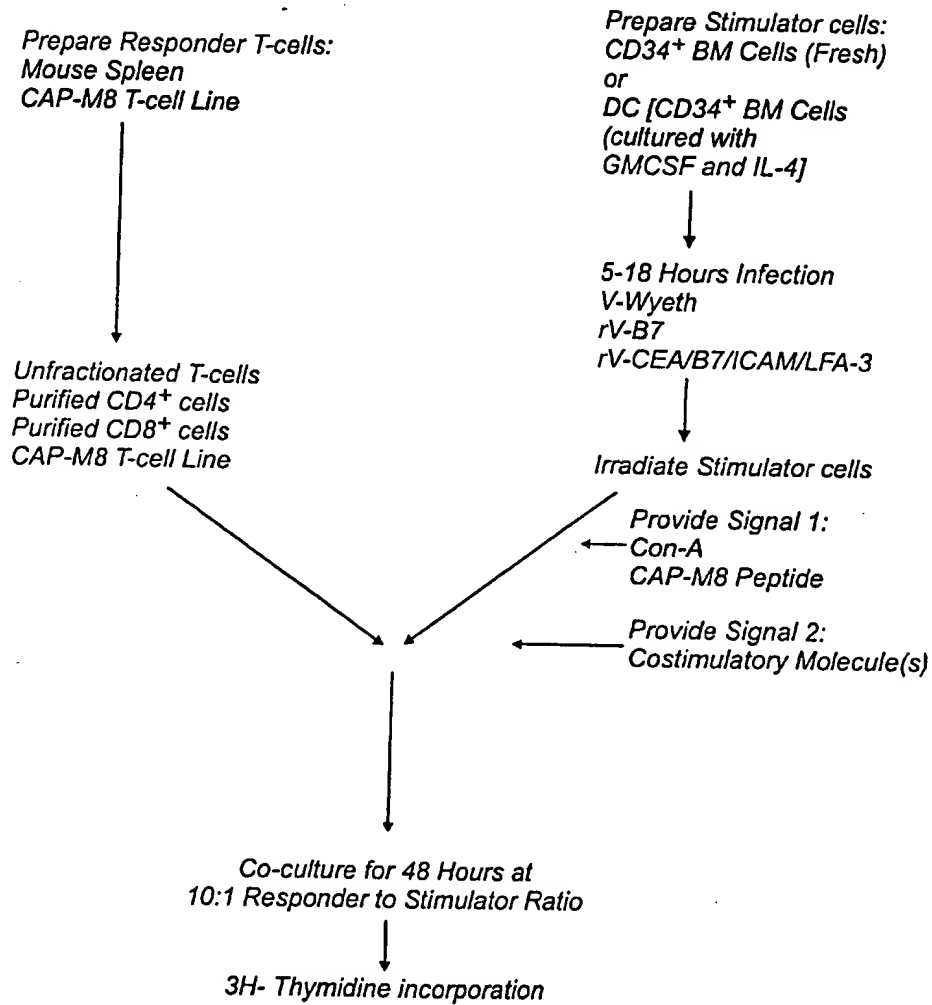 Prepare Responder T-cells:
Mouse Spleen
CAP-M8 T-cell Line
Prepare Stimulator cells:
CD34+ BM Cells (Fresh)
or
DC [CD34+ BM Cells
(cultured with
GMCSF and IL-4]
5-18 Hours Infection
V-Wyeth
rV-B7
rV-CEA/B7/ICAM/LFA-3
Unfractionated T-cells
Purified CD4+ cells
Purified CD8+ cells
CAP-M8 T-cell Line
Irradiate Stimulator cells
Provide Signal 1:
Con-A
CAP-M8 Peptide
Provide Signal 2:
Costimulatory Molecule(s)
Co-culture for 48 Hours at
10:1 Responder to Stimulator Ratio
3H- Thymidine incorporation